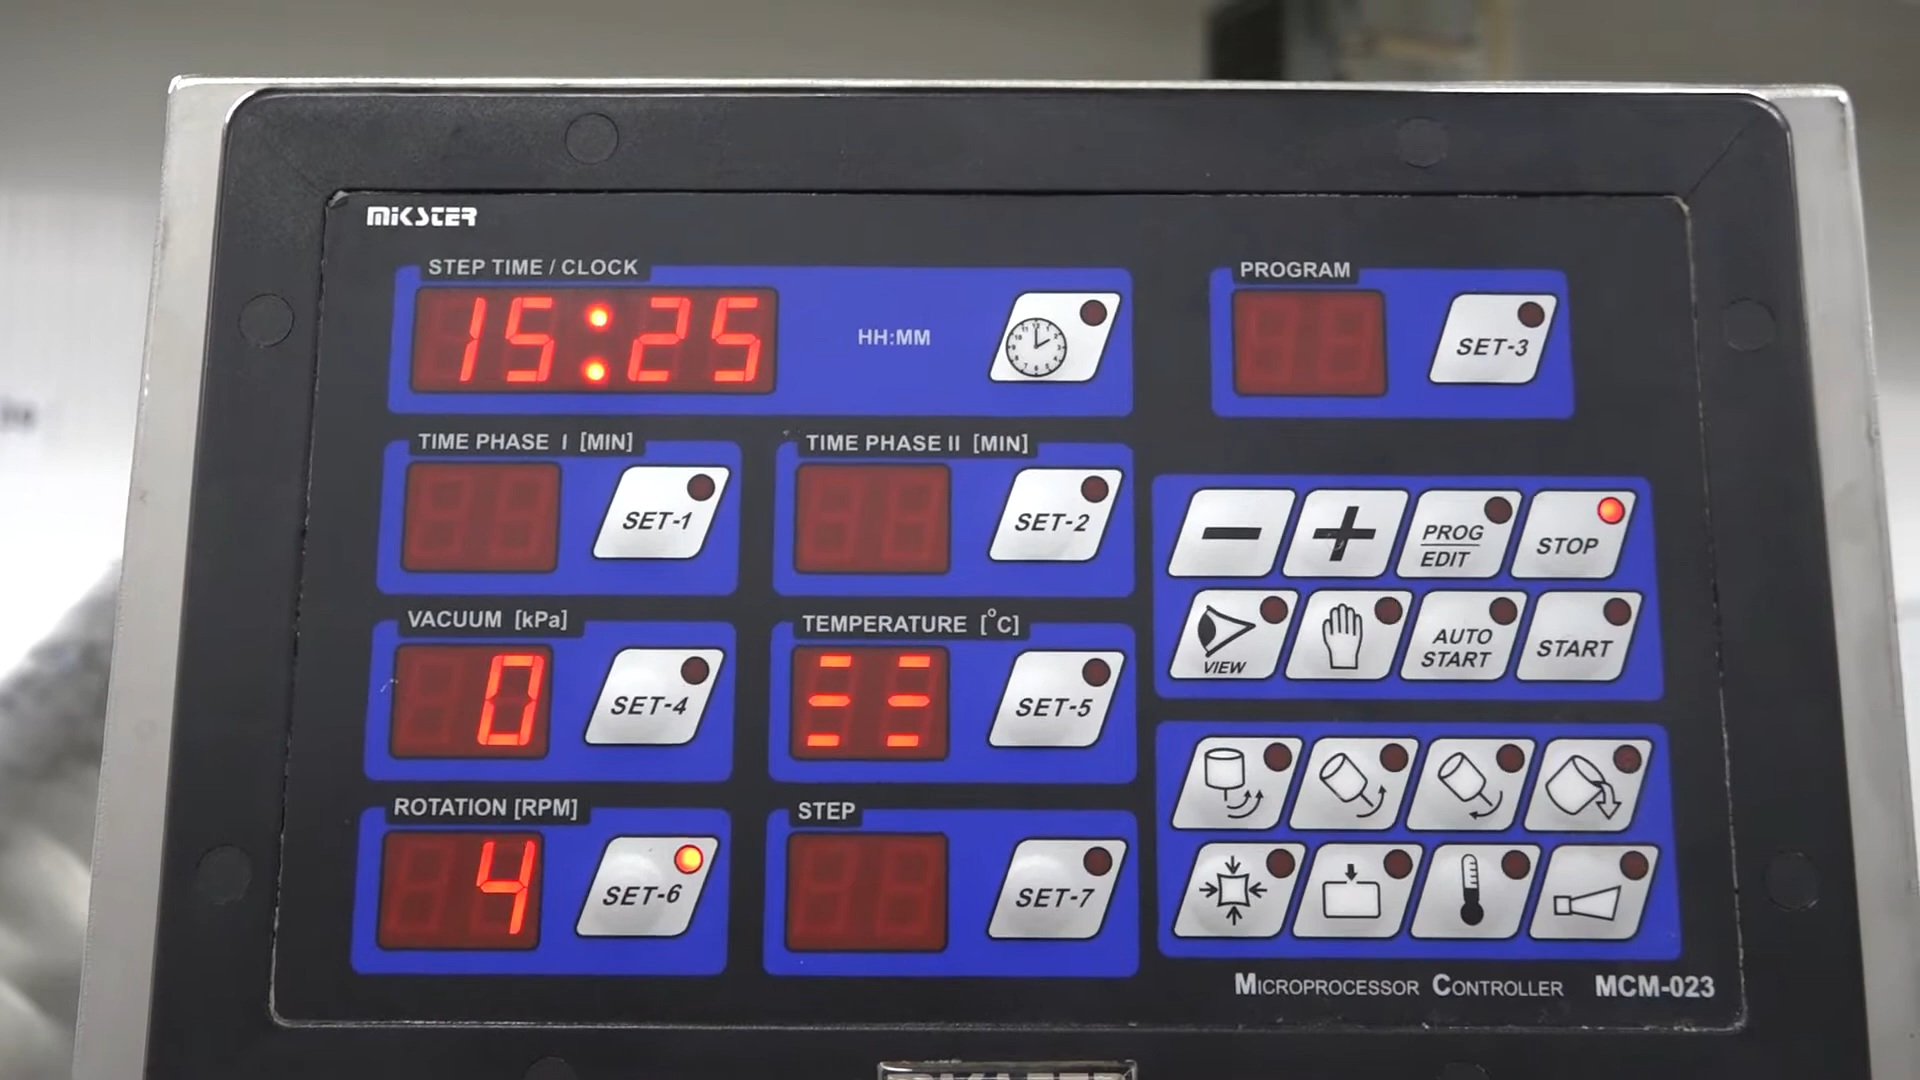 MIKSTER
STEP TIME / CLOCK
15:25
HH:MM
PROGRAM
SET-3
TIME PHASE I [MIN]
SET-1
TIME PHASE II [MIN]
SET-2
PROG
EDIT
STOP
VIEW
AUTO
START
START
VACUUM [kPa]
0
SET-4
TEMPERATURE [°C]
SET-5
ROTATION [RPM]
4
SET-6
STEP
SET-7
MICROPROCESSOR CONTROLLER MCM-023